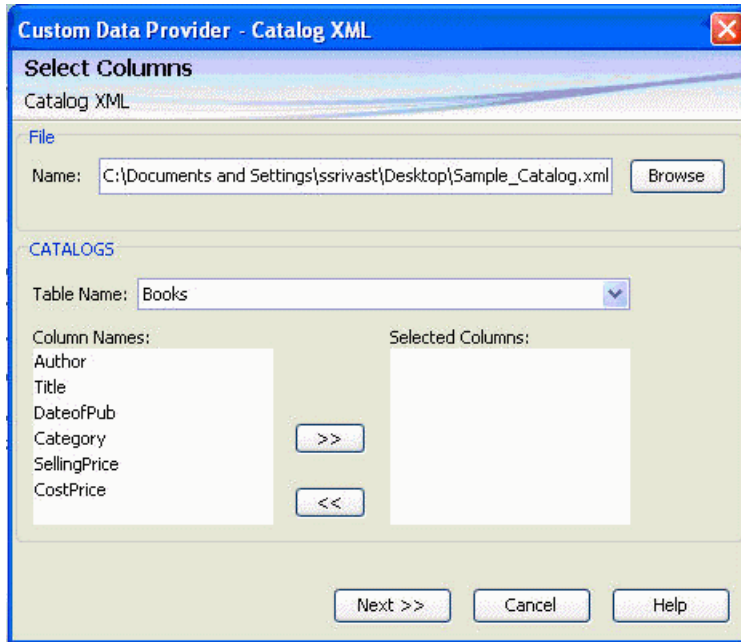 Custom Data Provider - Catalog XML
Select Columns
Catalog XML
File
Name: C:\Documents and Settings\ssrivast\Desktop\Sample_Catalog.xml Browse
CATALOGS
Table Name: Books
Column Names: Selected Columns:
Author
Title
DateofPub
Category
>>
SellingPrice
CostPrice
<<
Next >> Cancel Help